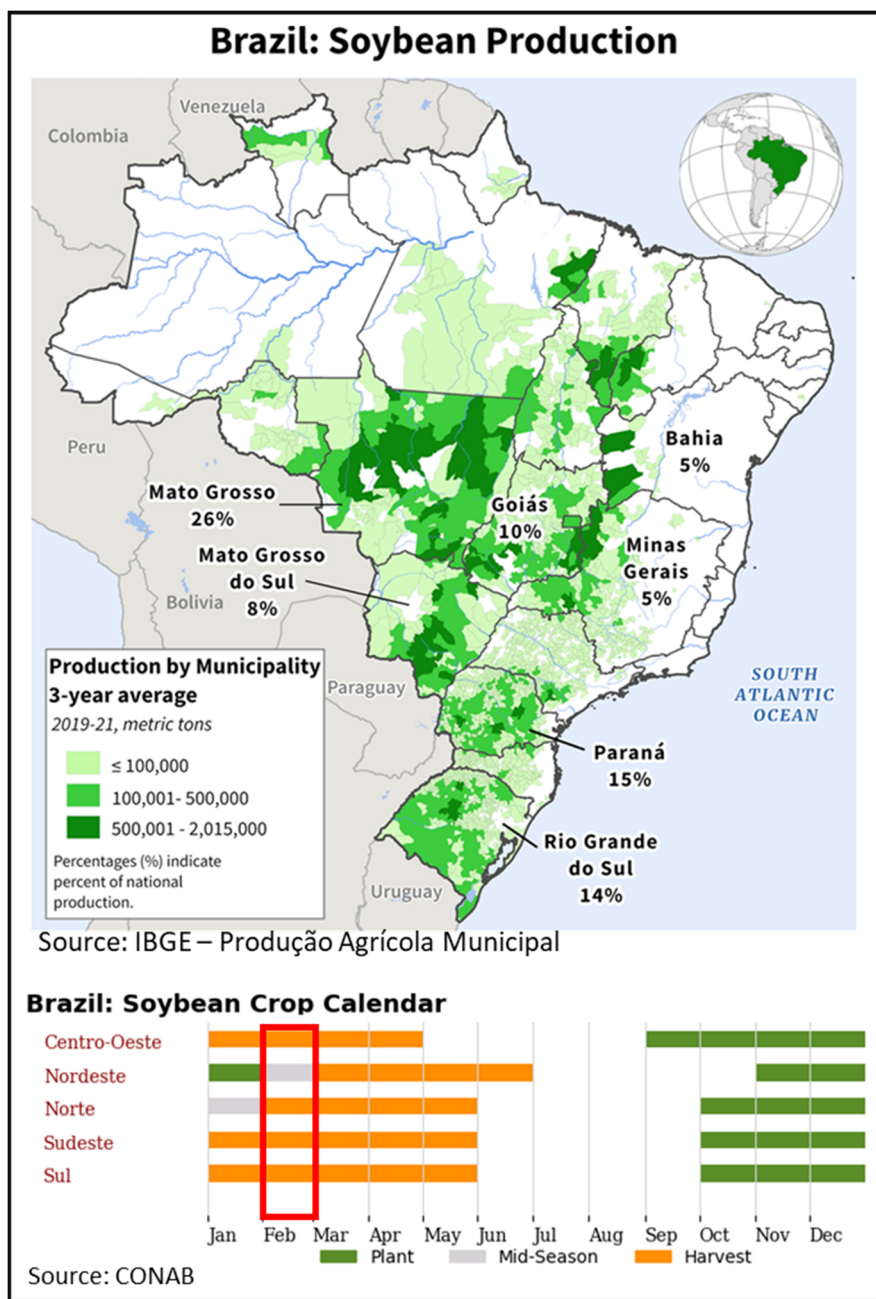 Brazil: Soybean Production
Venezuela
Colombia
Peru
Bahia
5%
Mato Grosso
26%
Goiás
10%
Mato Grosso
do Sul
8%
Minas
Gerais
5%
Bolivia
Production by Municipality
3-year average
2019-21, metric tons
≤ 100,000
100,001- 500,000
500,001 - 2,015,000
Percentages (%) indicate
percent of national
production.
Paraguay
SOUTH
ATLANTIC
OCEAN
Paraná
15%
Rio Grande
do Sul
14%
Uruguay
Source: IBGE – Produção Agrícola Municipal
Brazil: Soybean Crop Calendar
Centro-Oeste
Nordeste
Norte
Sudeste
Sul
Jan Feb Mar Apr May Jun Jul Aug Sep Oct Nov Dec
Plant Mid-Season Harvest
Source: CONAB